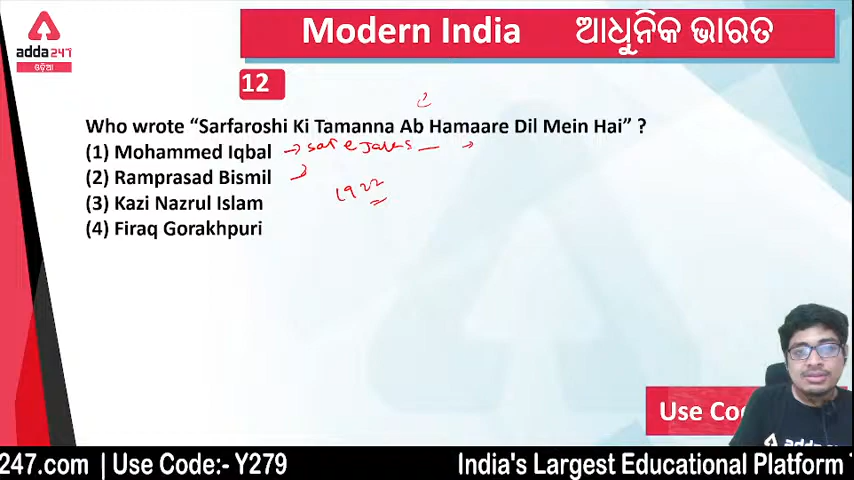 Modern India ଆଧୁନିକ ଭାରତ
adda247
ଓଡ଼ିଆ
12
Who wrote “Sarfaroshi Ki Tamanna Ab Hamaare Dil Mein Hai” ?
(1) Mohammed Iqbal
(2) Ramprasad Bismil
1922
(3) Kazi Nazrul Islam
(4) Firaq Gorakhpuri
Use
247.com | Use Code:- Y279 India's Largest Educational Platform